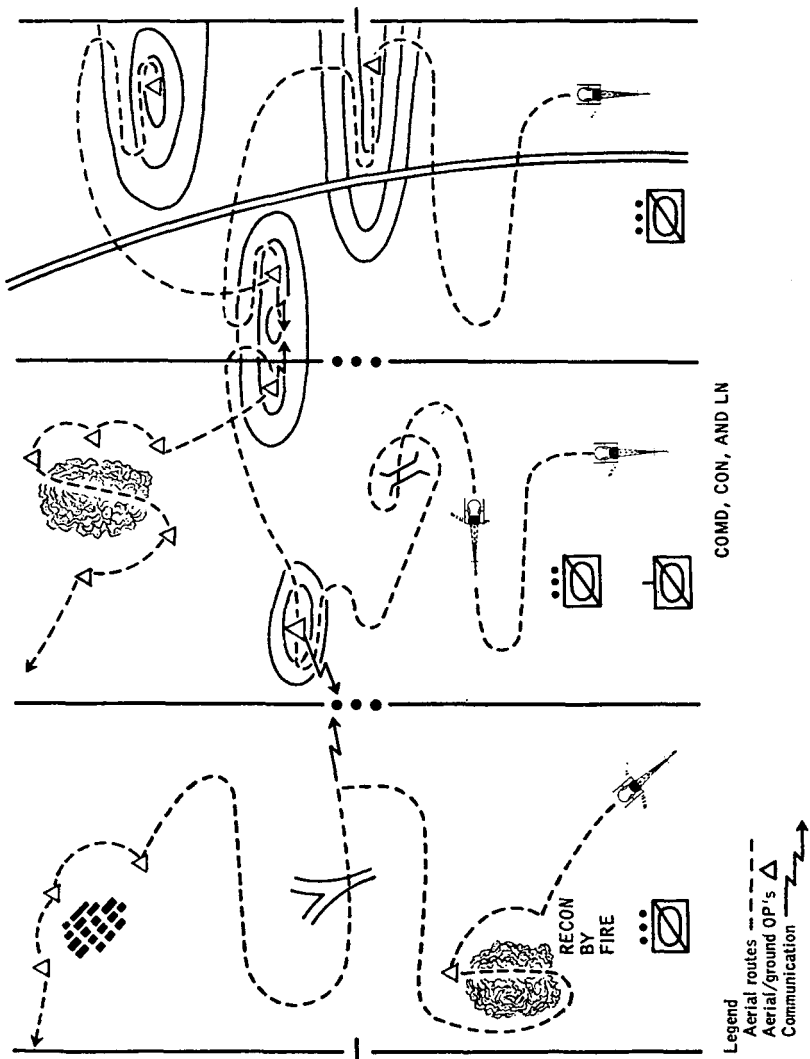 RECON
BY
FIRE
COMD, CON, AND LN
Legend
Aerial routes
Aerial/ground OP's
Communication